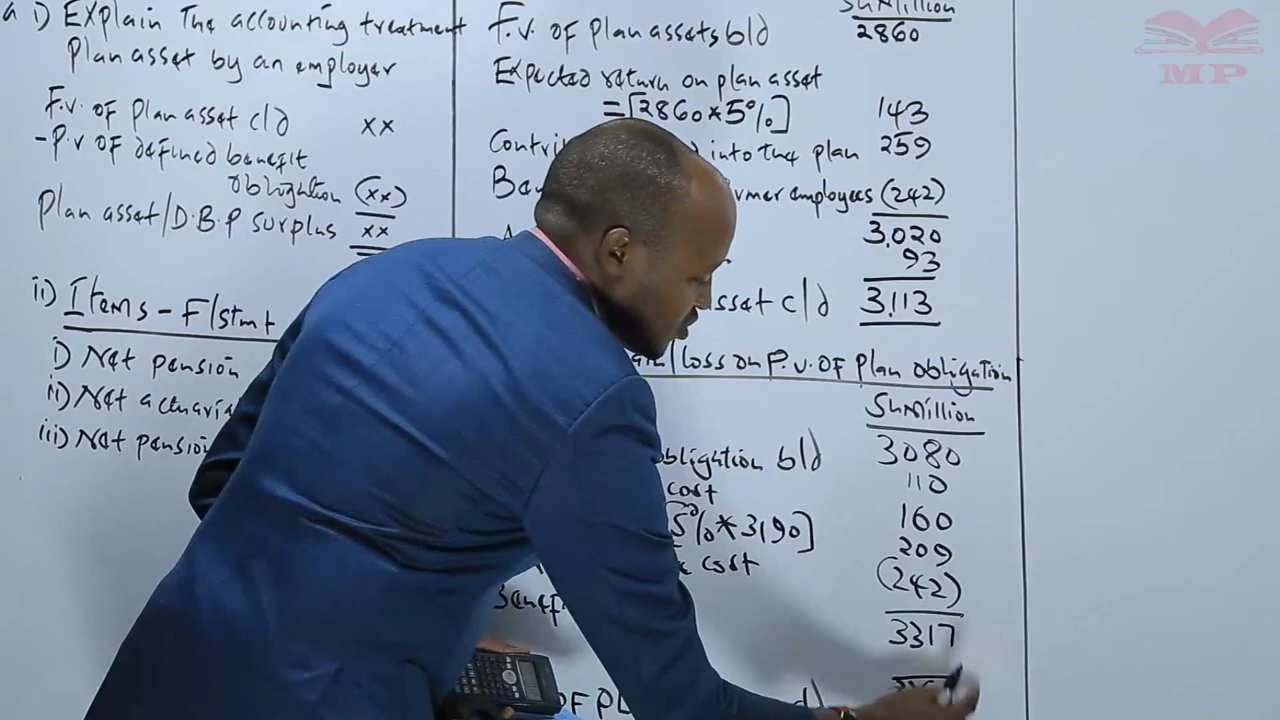 a i) Explain The accounting treatment
Plan asset by an employer
F.v. of Plan asset c/d xx
- P.v of defined benefit
obligation (xx)
Plan asset/D.B.P surplus xx
ii) Items - F/stmt
i) Net pension
ii) Net actuaria
iii) Net pension
Sh Million
F.v. of Plan assets b/d 2860
Expected return on plan asset
= [2860*5%] 143
into the plan 259
employees (242)
3,020
93
asset c/d 3,113
/loss on P.v. of Plan obligation
Sh Million
obligation b/d 3080
cost 110
5%*3190] 160
209
cost
(242)
3317
of
MP